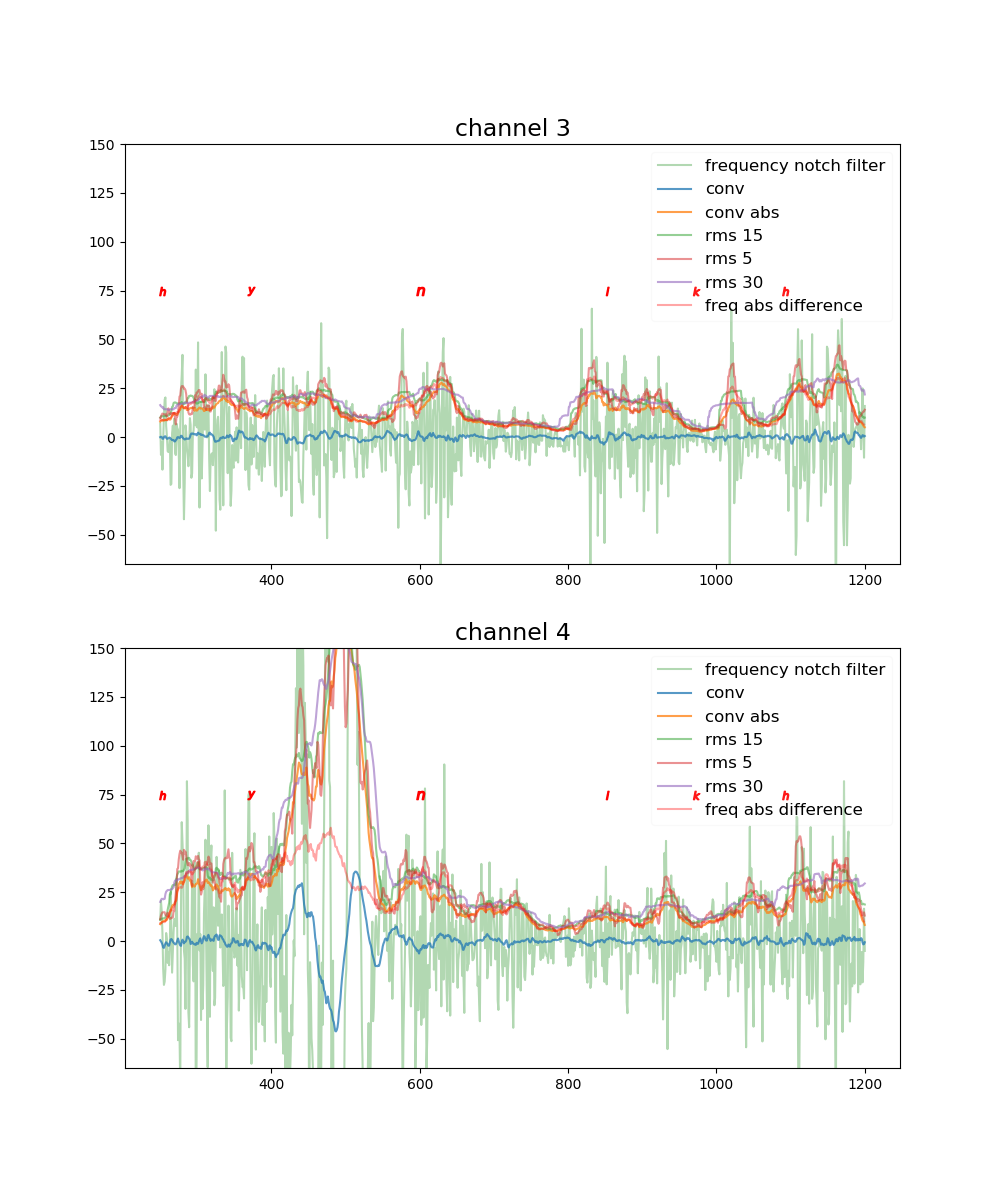 channel 3
150
125
100
75
50
25
0
−25
−50
frequency notch filter
conv
conv abs
rms 15
rms 5
rms 30
freq abs difference
h y n l k h
400 600 800 1000 1200
channel 4
150
125
100
75
50
25
0
−25
−50
frequency notch filter
conv
conv abs
rms 15
rms 5
rms 30
freq abs difference
h y n l k h
400 600 800 1000 1200